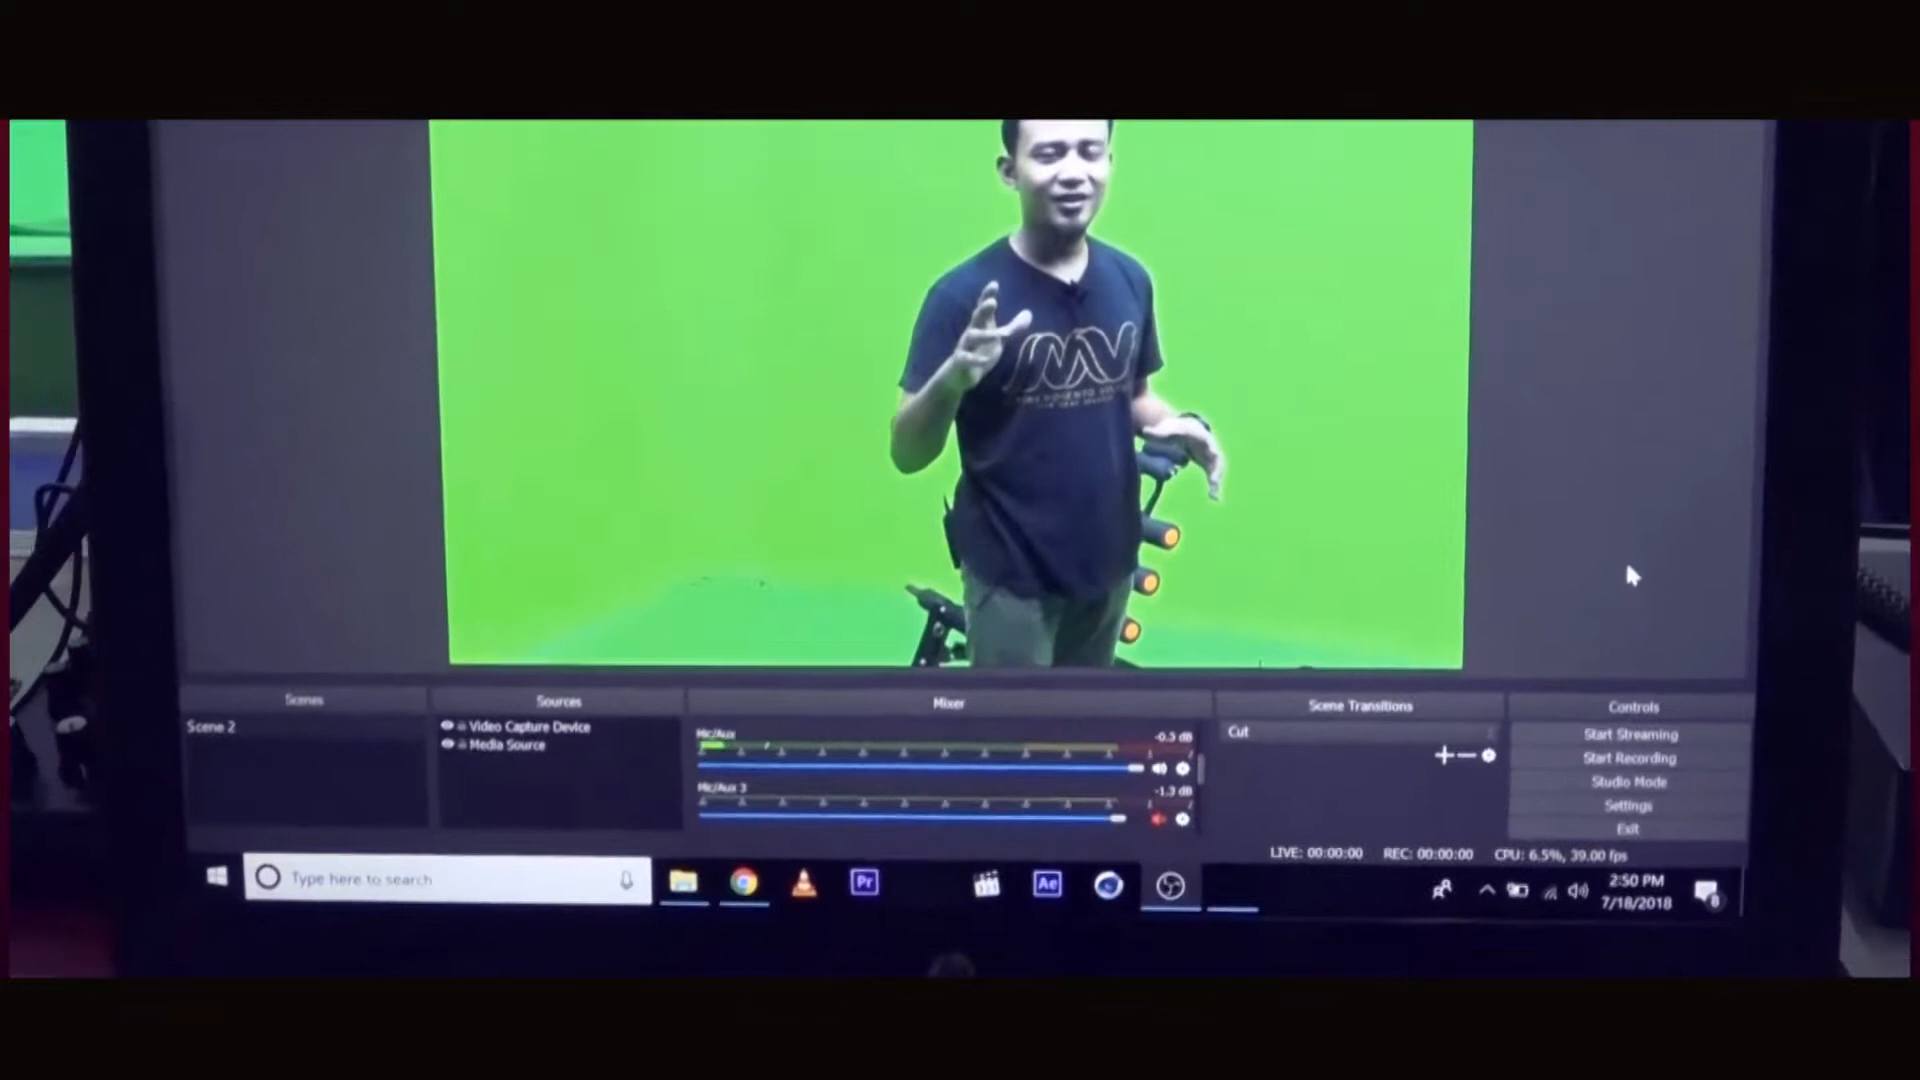 Scenes
Scene 2
Sources
Video Capture Device
Media Source
Mixer
Mic/Aux
-0.3 dB
Mic/Aux 3
-1.3 dB
Scene Transitions
Cut
Controls
Start Streaming
Start Recording
Studio Mode
Settings
Exit
LIVE: 00:00:00 REC: 00:00:00 CPU: 6.5%, 39.00 fps
Type here to search
Pr
Ae
2:50 PM
7/18/2018
8